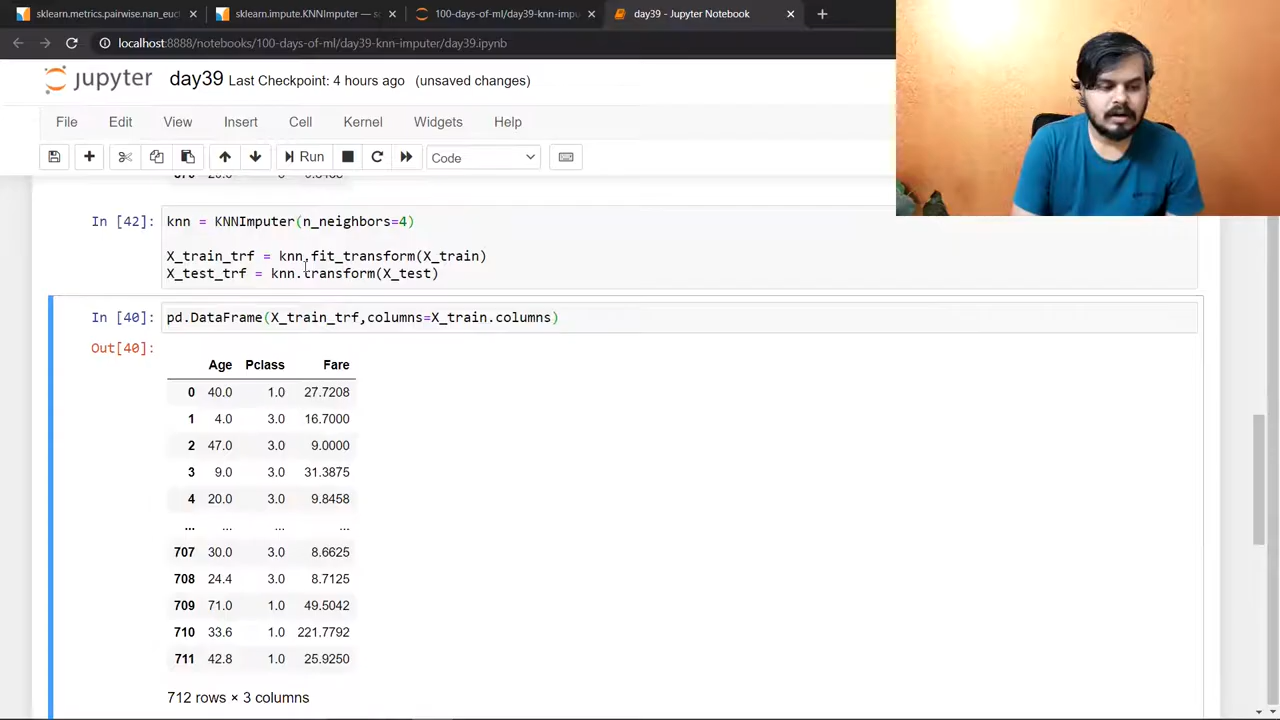 sklearn.metrics.pairwise.nan_euc
sklearn.impute.KNNImputer — sc
100-days-of-ml/day39-knn-impu
day39 - Jupyter Notebook
localhost:8888/notebooks/100-days-of-ml/day39-knn-imputer/day39.ipynb
jupyter day39 Last Checkpoint: 4 hours ago (unsaved changes)
File Edit View Insert Cell Kernel Widgets Help
Run Code
In [42]: knn = KNNImputer(n_neighbors=4)
X_train_trf = knn.fit_transform(X_train)
X_test_trf = knn.transform(X_test)
In [40]: pd.DataFrame(X_train_trf,columns=X_train.columns)
Out[40]:
Age Pclass Fare
0 40.0 1.0 27.7208
1 4.0 3.0 16.7000
2 47.0 3.0 9.0000
3 9.0 3.0 31.3875
4 20.0 3.0 9.8458
... ... ... ...
707 30.0 3.0 8.6625
708 24.4 3.0 8.7125
709 71.0 1.0 49.5042
710 33.6 1.0 221.7792
711 42.8 1.0 25.9250
712 rows × 3 columns